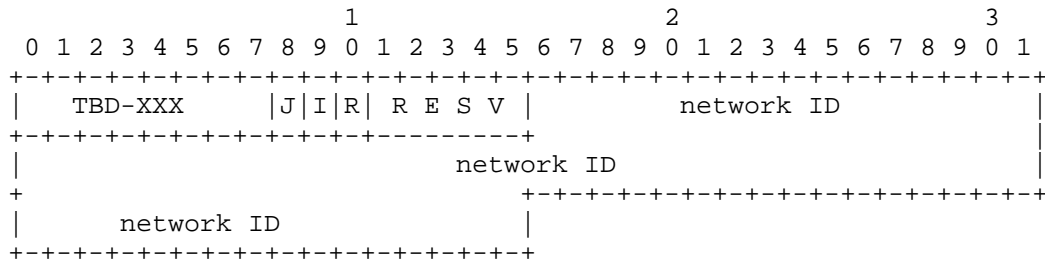 1                   2                   3
 0 1 2 3 4 5 6 7 8 9 0 1 2 3 4 5 6 7 8 9 0 1 2 3 4 5 6 7 8 9 0 1
+-+-+-+-+-+-+-+-+-+-+-+-+-+-+-+-+-+-+-+-+-+-+-+-+-+-+-+-+-+-+-+-+
|   TBD-XXX     |J|I|R| R E S V |         network ID            |
+-+-+-+-+-+-+-+-+-+-+-+---------+                               |
|                           network ID                          |
+                               +-+-+-+-+-+-+-+-+-+-+-+-+-+-+-+-+
|      network ID               |
+-+-+-+-+-+-+-+-+-+-+-+-+-+-+-+-+